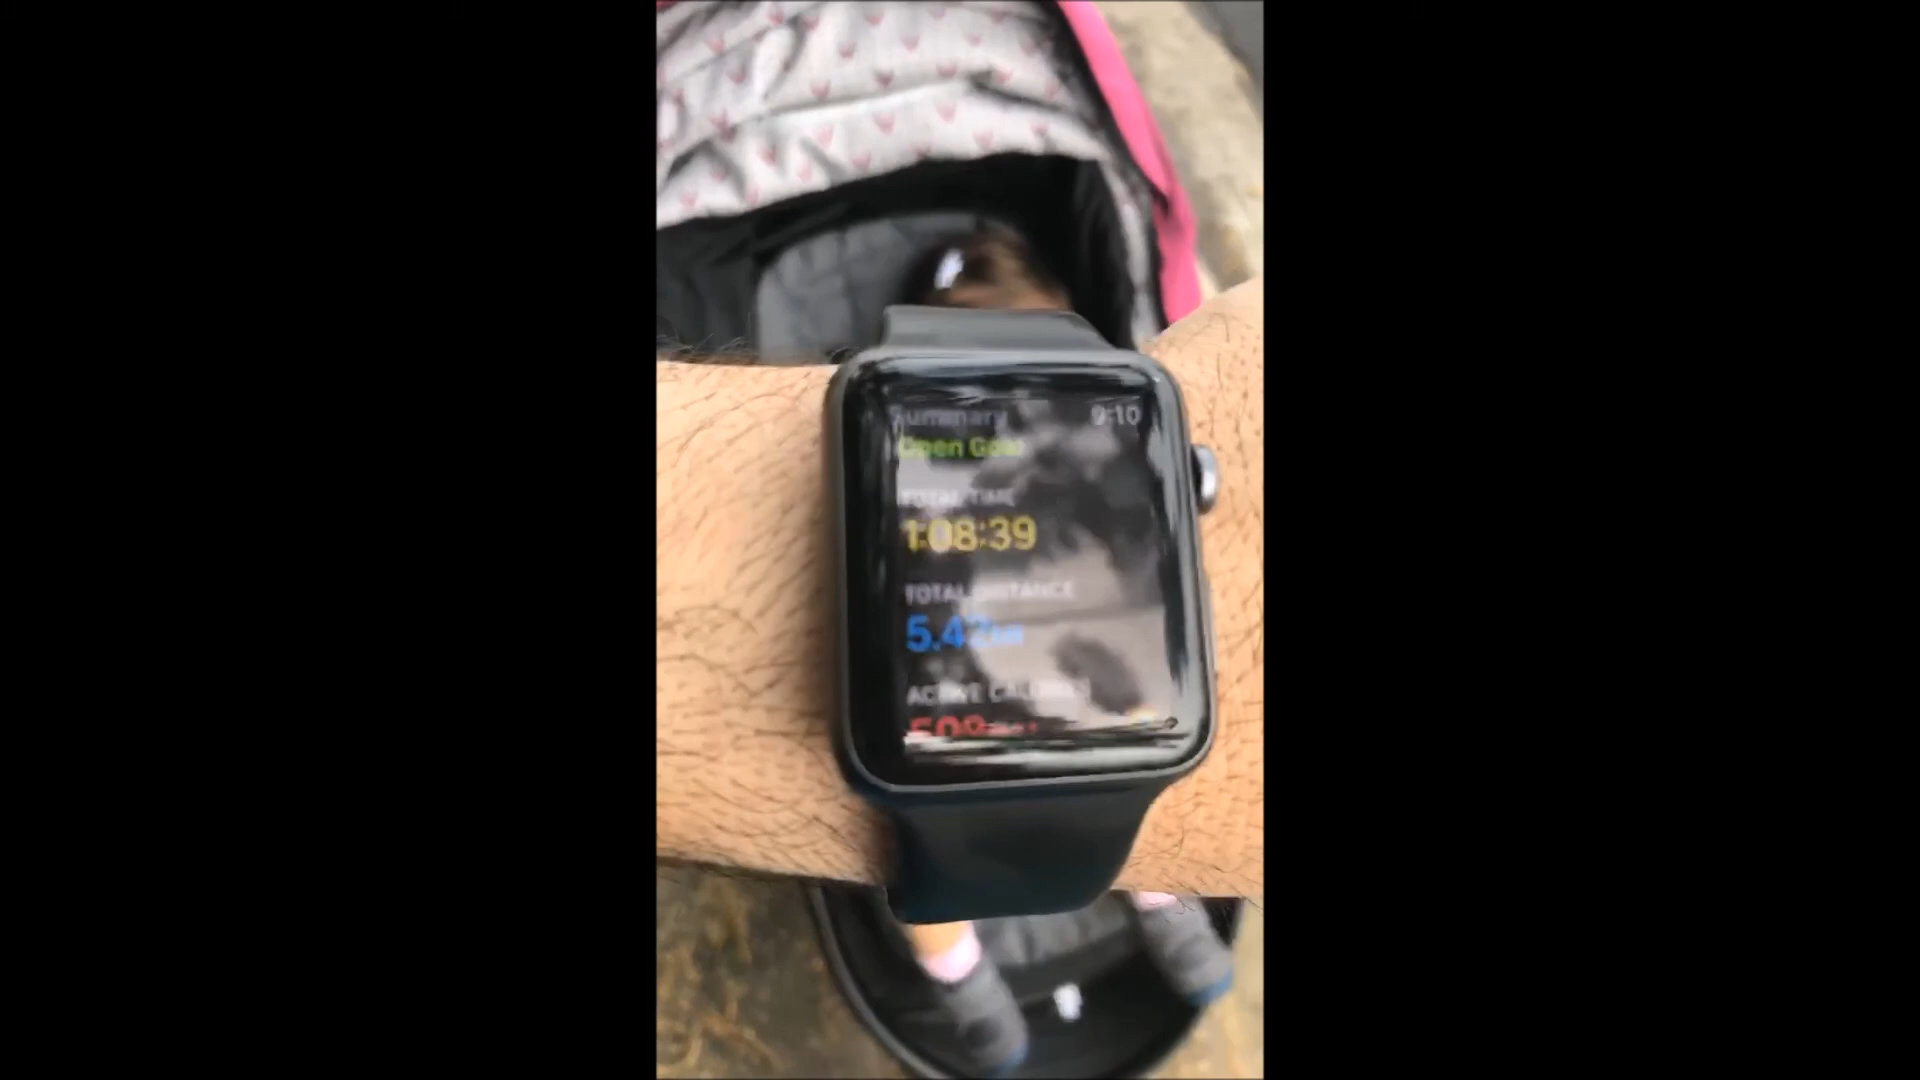 Summary
9:10
Open Goal
TOTAL TIME
1:08:39
TOTAL DISTANCE
ACTIVE CALORIES